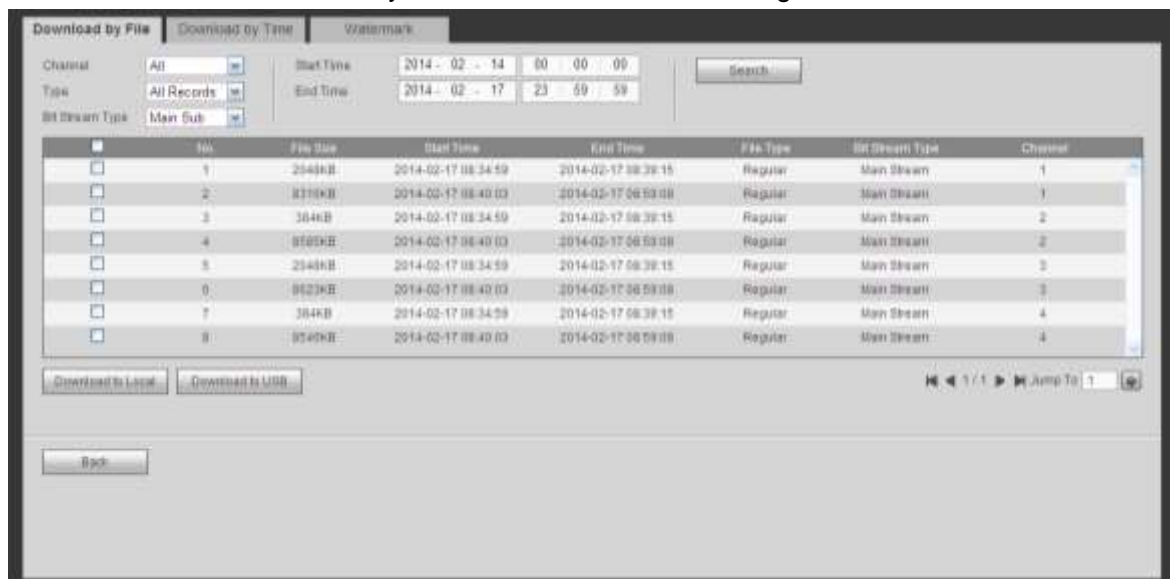 Download by File Download by Time Watermark
Channel All Start Time 2014 - 02 - 14 00 : 00 : 00 Search
Type All Records End Time 2014 - 02 - 17 23 : 59 : 59
Bit Stream Type Main Sub
No. File Size Start Time End Time File Type Bit Stream Type Channel
1 2048KB 2014-02-17 08:34:59 2014-02-17 08:39:15 Regular Main Stream 1
2 2014-02-17 08:40:03 Regular Main Stream 1
3 384KB 2014-02-17 08:34:59 2014-02-17 08:39:15 Regular Main Stream 2
4 2014-02-17 08:40:03 Regular Main Stream 2
5 2014-02-17 08:34:59 2014-02-17 08:39:15 Regular Main Stream 3
6 2014-02-17 08:40:03 Regular Main Stream 3
7 384KB 2014-02-17 08:34:59 2014-02-17 08:39:15 Regular Main Stream 4
8 2014-02-17 08:40:03 Regular Main Stream 4
Download to Local Download to USB 1 / 1 Jump To 1
Back